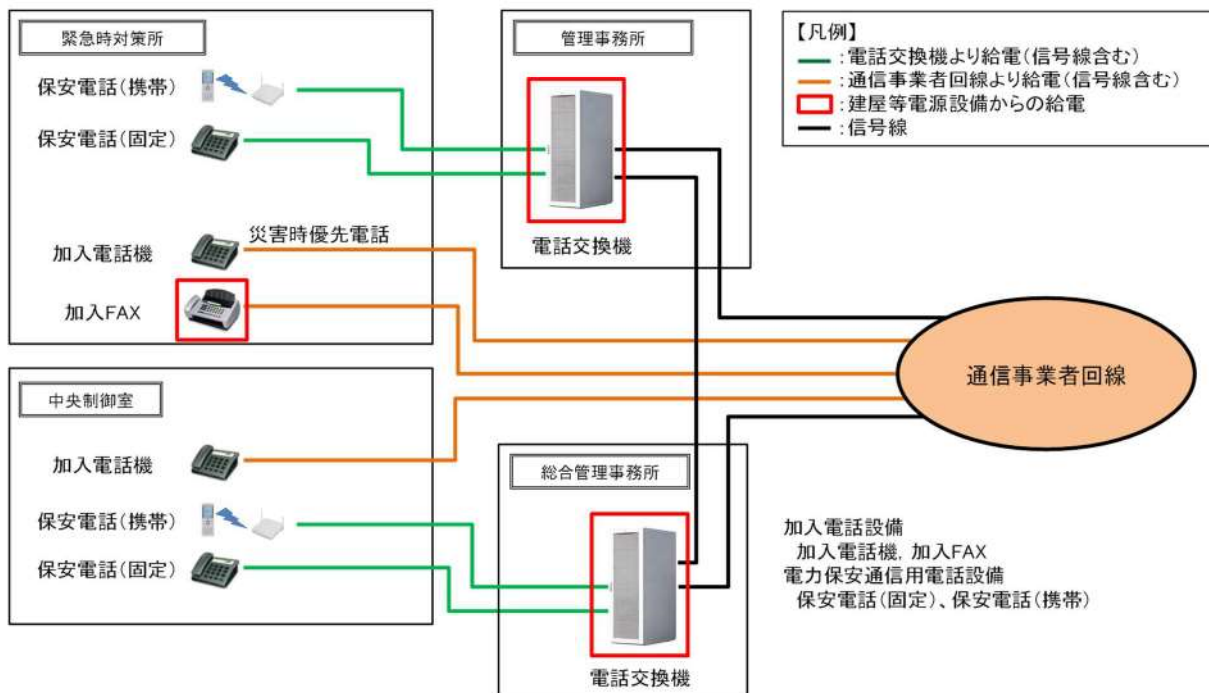 緊急時対策所
保安電話(携帯)
保安電話(固定)
加入電話機
災害時優先電話
加入FAX
管理事務所
電話交換機
【凡例】
:電話交換機より給電(信号線含む)
:通信事業者回線より給電(信号線含む)
:建屋等電源設備からの給電
:信号線
通信事業者回線
中央制御室
加入電話機
保安電話(携帯)
保安電話(固定)
総合管理事務所
電話交換機
加入電話設備
加入電話機, 加入FAX
電力保安通信用電話設備
保安電話(固定)、保安電話(携帯)